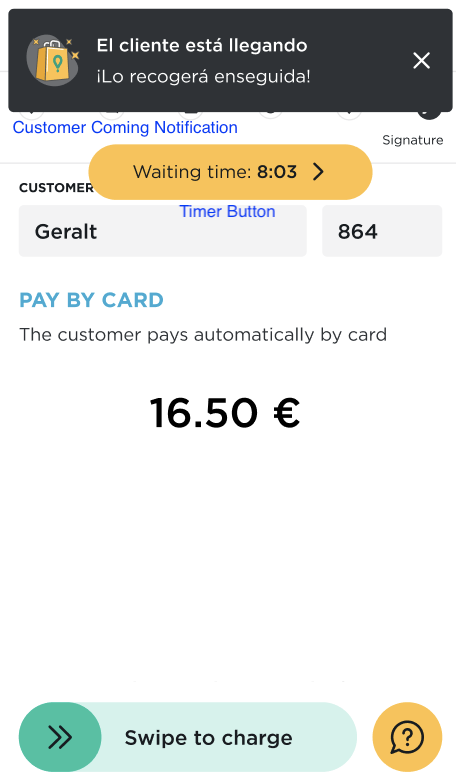 El cliente está llegando
¡Lo recogerá enseguida!
Customer Coming Notification
Signature
Waiting time: 8:03
CUSTOMER
Timer Button
Geralt
864
PAY BY CARD
The customer pays automatically by card
16.50 €
Swipe to charge
?